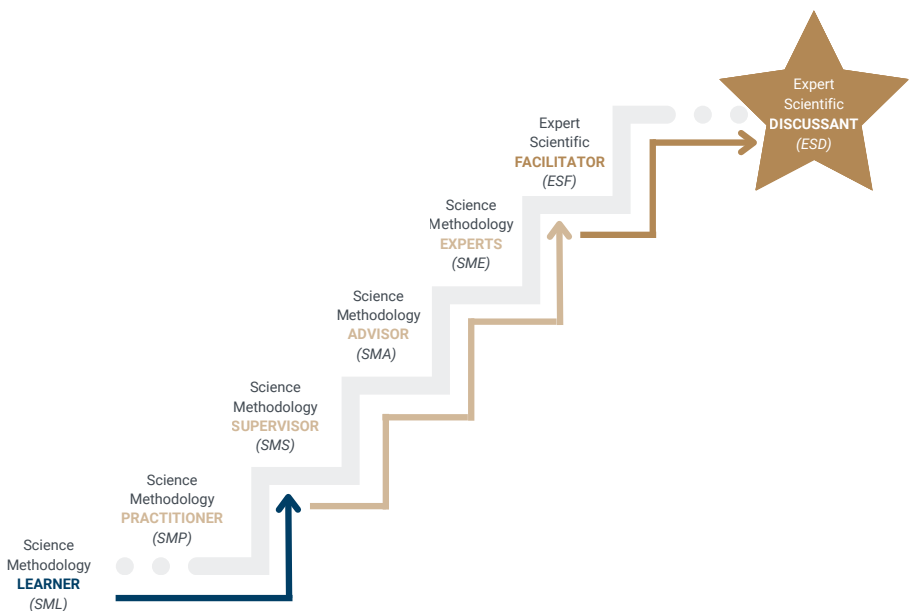 Expert
Scientific
DISCUSSANT
(ESD)
Expert
Scientific
FACILITATOR
(ESF)
Science
Methodology
EXPERTS
(SME)
Science
Methodology
ADVISOR
(SMA)
Science
Methodology
SUPERVISOR
(SMS)
Science
Methodology
PRACTITIONER
(SMP)
Science
Methodology
LEARNER
(SML)